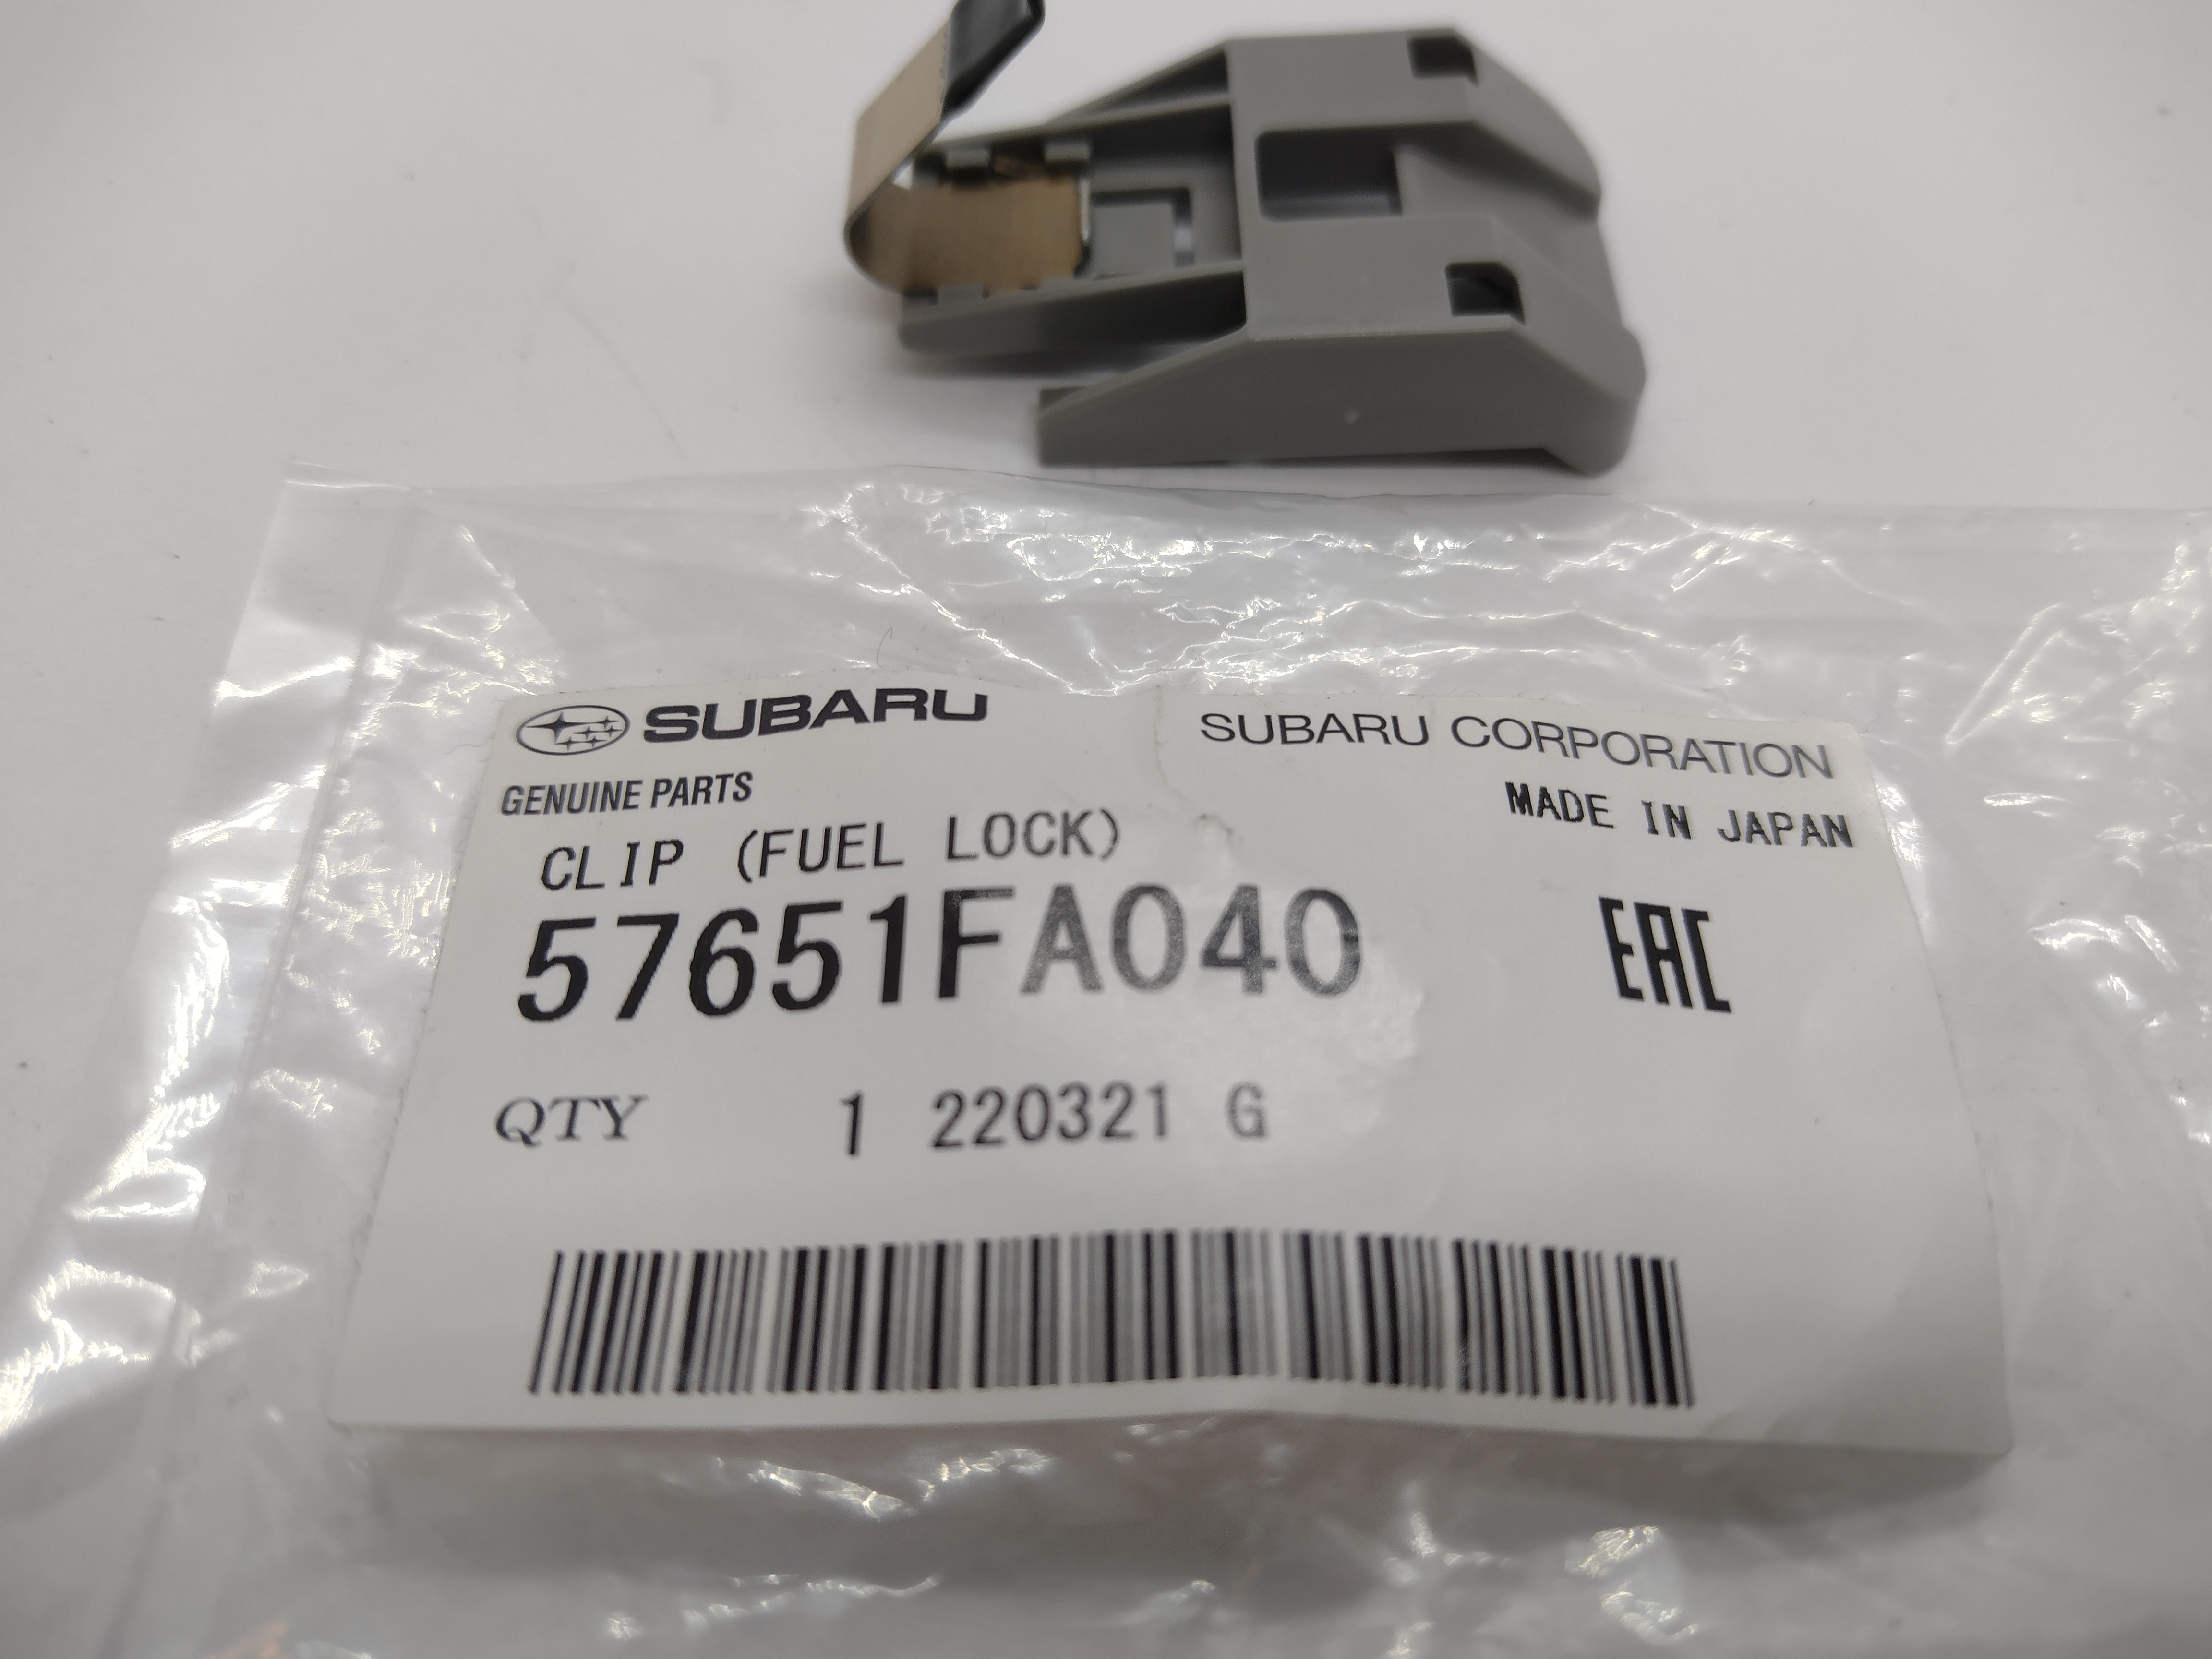 SUBARU
SUBARU CORPORATION
GENUINE PARTS
MADE IN JAPAN
CLIP (FUEL LOCK)
57651FA040
EAC
QTY 1 220321 G